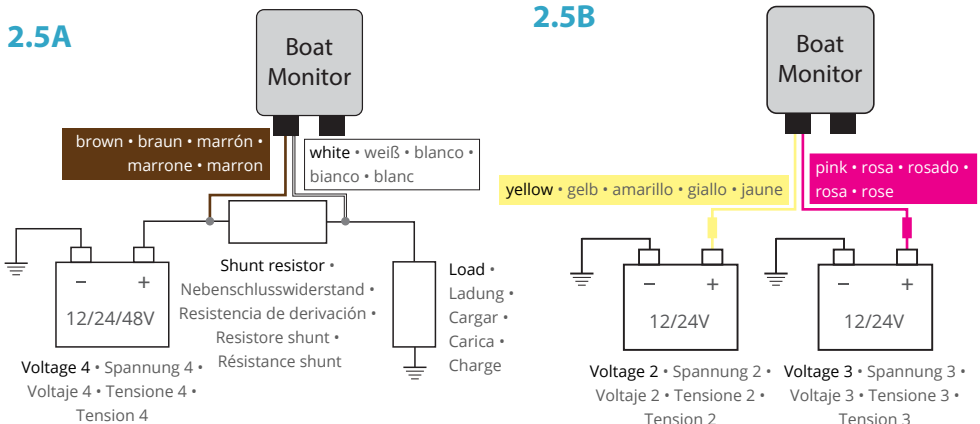 2.5A
Boat
Monitor
brown • braun • marrón •
marrone • marron
white • weiß • blanco •
bianco • blanc
− +
12/24/48V
Voltage 4 • Spannung 4 •
Voltaje 4 • Tensione 4 •
Tension 4
Shunt resistor •
Nebenschlusswiderstand •
Resistencia de derivación •
Resistore shunt •
Résistance shunt
Load •
Ladung •
Cargar •
Carica •
Charge
2.5B
Boat
Monitor
yellow • gelb • amarillo • giallo • jaune
pink • rosa • rosado •
rosa • rose
− +
12/24V
Voltage 2 • Spannung 2 •
Voltaje 2 • Tensione 2 •
Tension 2
− +
12/24V
Voltage 3 • Spannung 3 •
Voltaje 3 • Tensione 3 •
Tension 3